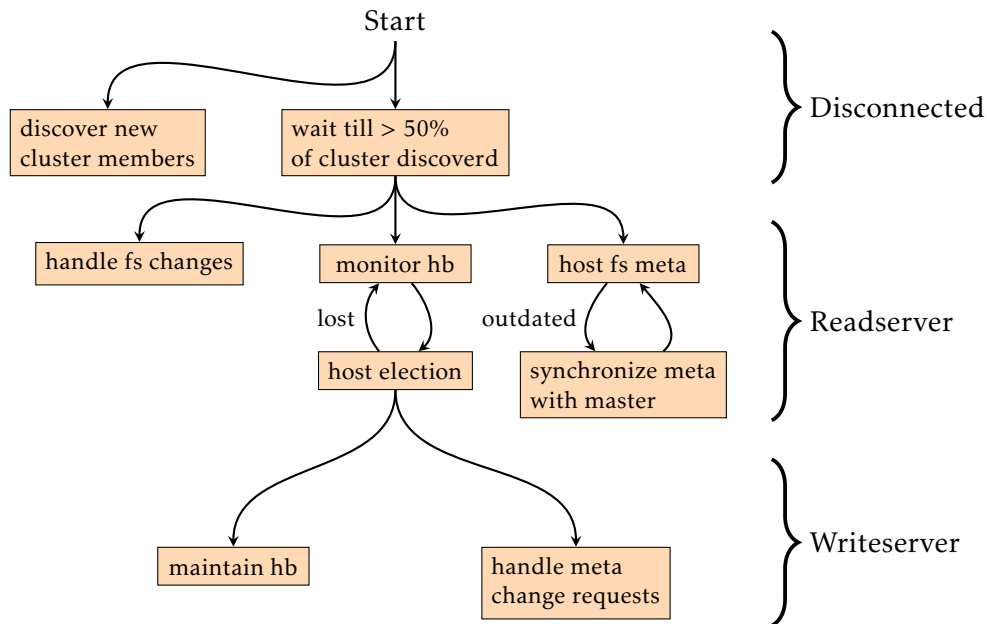 Start
Disconnected
discover new
cluster members
wait till > 50%
of cluster discoverd
handle fs changes
monitor hb
host fs meta
lost
outdated
Readserver
host election
synchronize meta
with master
maintain hb
handle meta
change requests
Writeserver